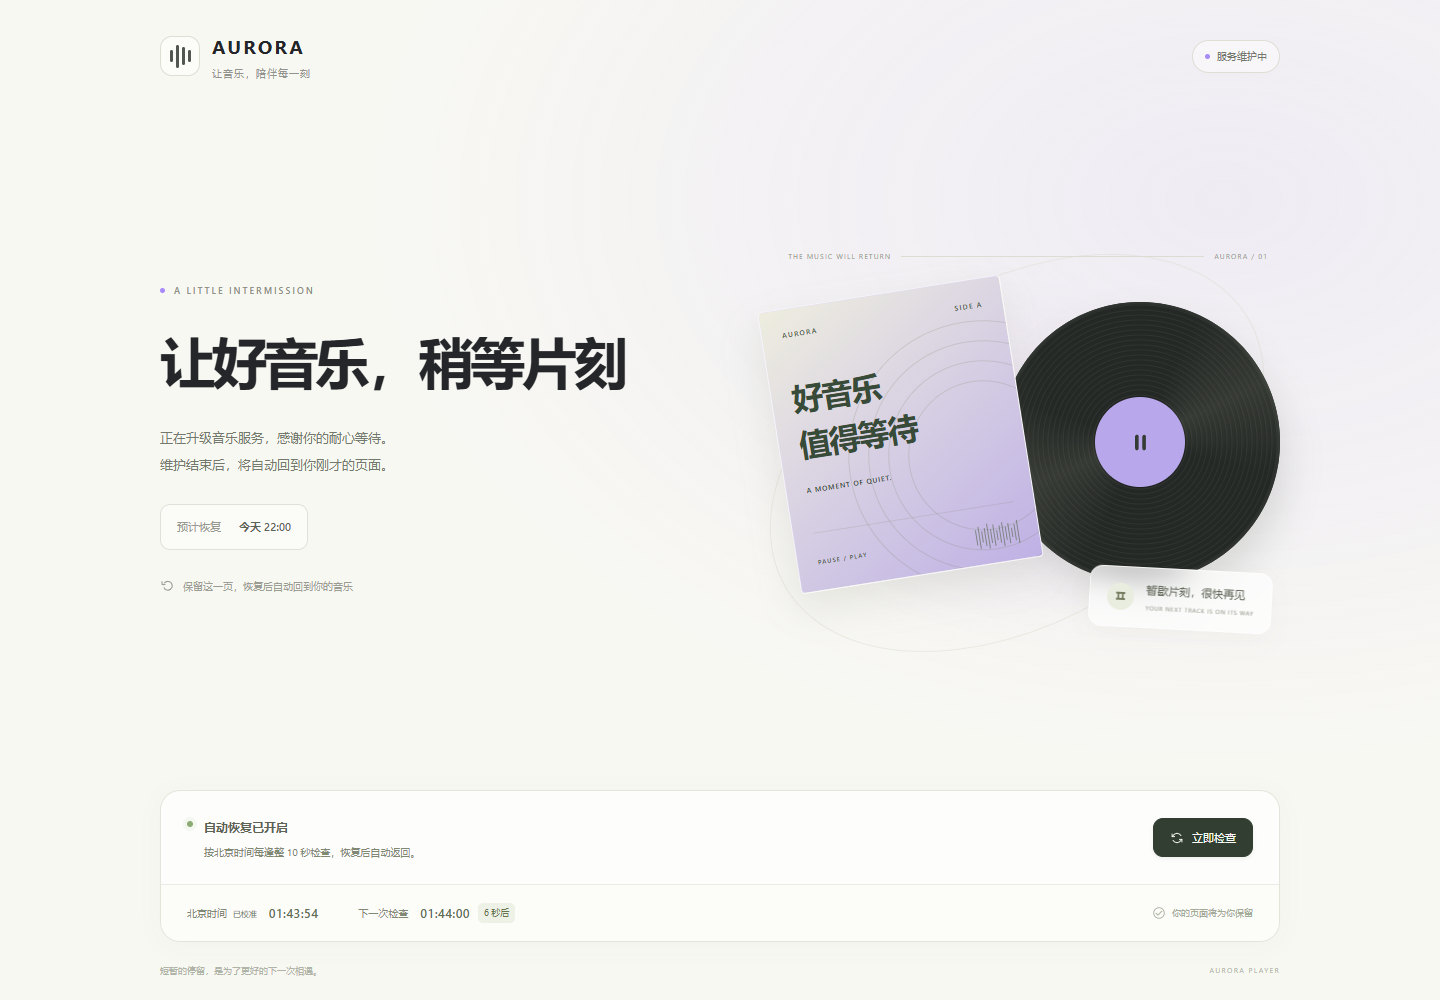 AURORA
让音乐，陪伴每一刻
服务维护中
A LITTLE INTERMISSION
让好音乐，稍等片刻
正在升级音乐服务，感谢你的耐心等待。
维护结束后，将自动回到你刚才的页面。
预计恢复 今天 22:00
保留这一页，恢复后自动回到你的音乐
THE MUSIC WILL RETURN
AURORA / 01
AURORA
SIDE A
好音乐
值得等待
A MOMENT OF QUIET.
PAUSE / PLAY
暂歇片刻，很快再见
YOUR NEXT TRACK IS ON ITS WAY
自动恢复已开启
按北京时间每逢整 10 秒检查，恢复后自动返回。
立即检查
北京时间 已校准 01:43:54
下一次检查 01:44:00 6 秒后
你的页面将为你保留
短暂的停留，是为了更好的下一次相遇。
AURORA PLAYER